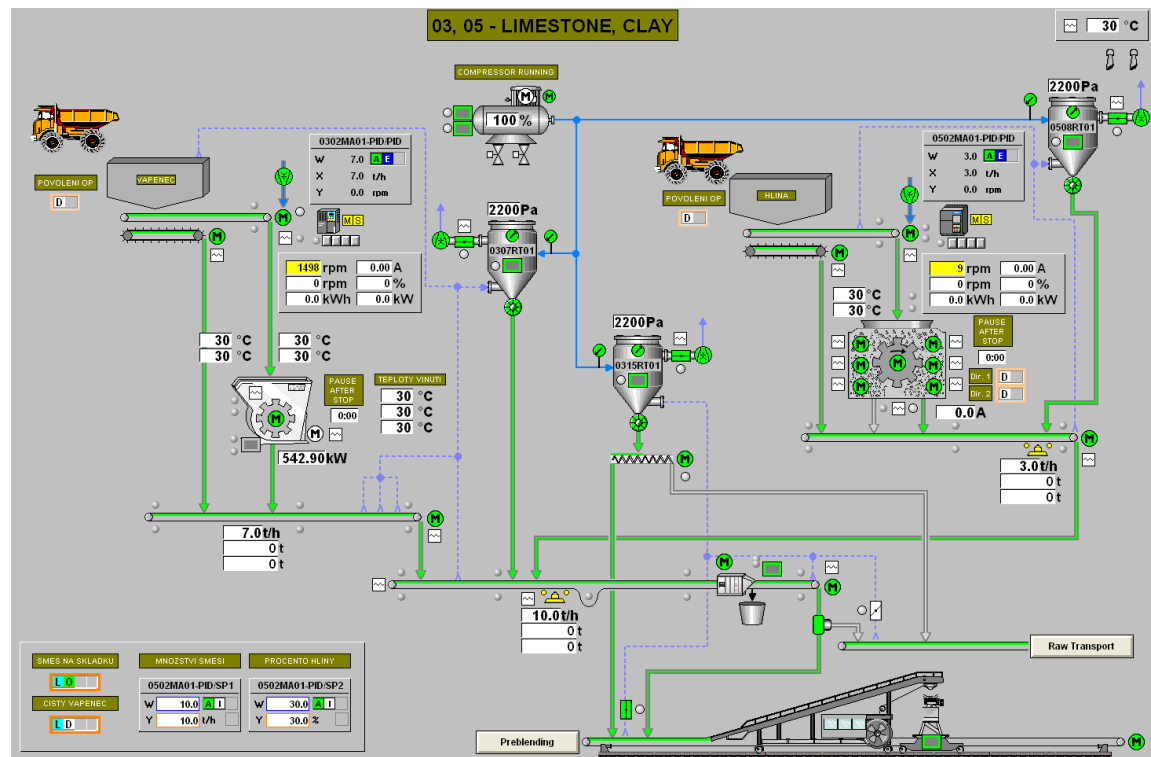 03, 05 - LIMESTONE, CLAY
30 °C
COMPRESSOR RUNNING
M M
100 %
2200Pa
0508RT01
0302MA01-PID/PID
W 7.0 A E
X 7.0 t/h
Y 0.0 rpm
0502MA01-PID/PID
W 3.0 A E
X 3.0 t/h
Y 0.0 rpm
POVOLENI OP
D
VAPENEC
M
M S
M
POVOLENI OP
D
HLINA
M
M S
M
2200Pa
0307RT01
1498 rpm 0.00 A
0 rpm 0 %
0.0 kWh 0.0 kW
9 rpm 0.00 A
0 rpm 0 %
0.0 kWh 0.0 kW
30 °C
30 °C
2200Pa
0315RT01
30 °C 30 °C
30 °C 30 °C
PAUSE
AFTER
STOP
0:00
TEPLOTY VINUTI
30 °C
30 °C
30 °C
M
M
542.90kW
M M
M M M
M M
PAUSE
AFTER
STOP
0:00
Dir. 1 D
Dir. 2 D
0.0 A
M
M
3.0t/h
0 t
0 t
M
7.0t/h
0 t
0 t
M
M
10.0t/h
0 t
0 t
Raw Transport
SMES NA SKLADKU
L O
CISTY VAPENEC
L D
MNOZSTVI SMESI
0502MA01-PID/SP1
W 10.0 A I
Y 10.0 t/h
PROCENTO HLINY
0502MA01-PID/SP2
W 30.0 A I
Y 30.0 %
Preblending
M